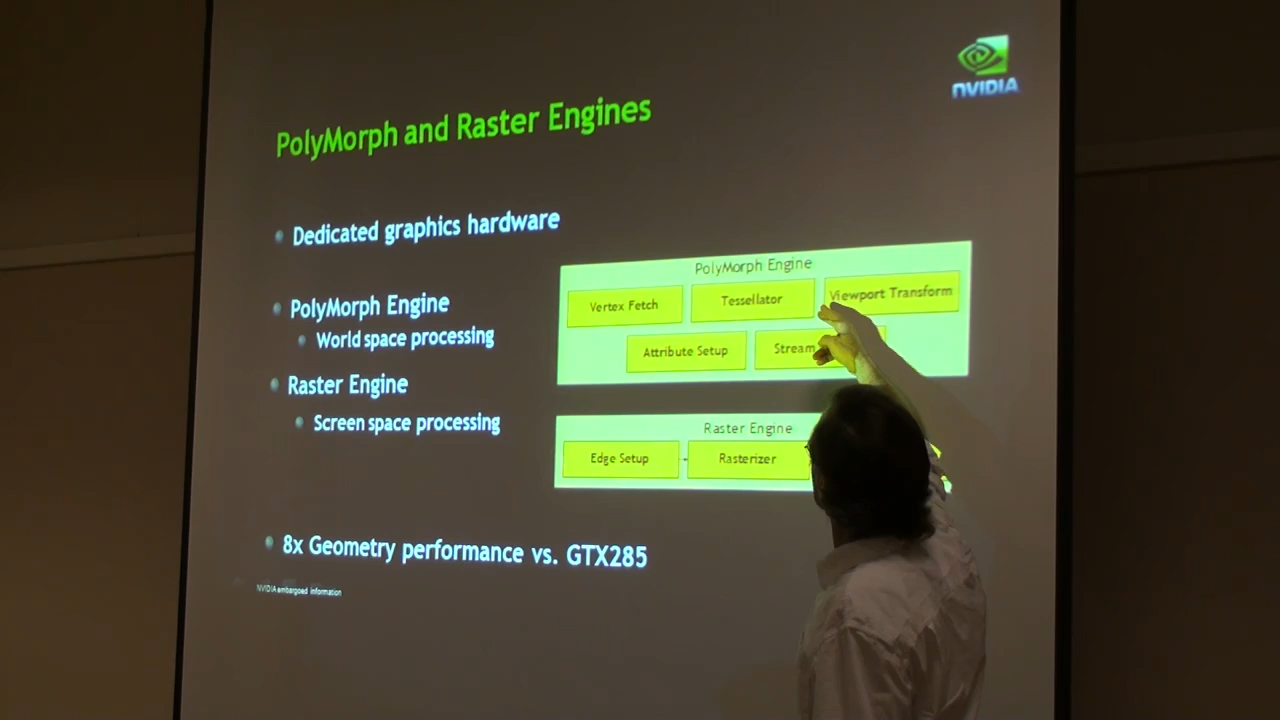 NVIDIA
PolyMorph and Raster Engines
Dedicated graphics hardware
PolyMorph Engine
World space processing
Raster Engine
Screen space processing
8x Geometry performance vs. GTX285
NVIDIA embargoed information
PolyMorph Engine
Vertex Fetch
Tessellator
Viewport Transform
Attribute Setup
Stream
Raster Engine
Edge Setup
Rasterizer